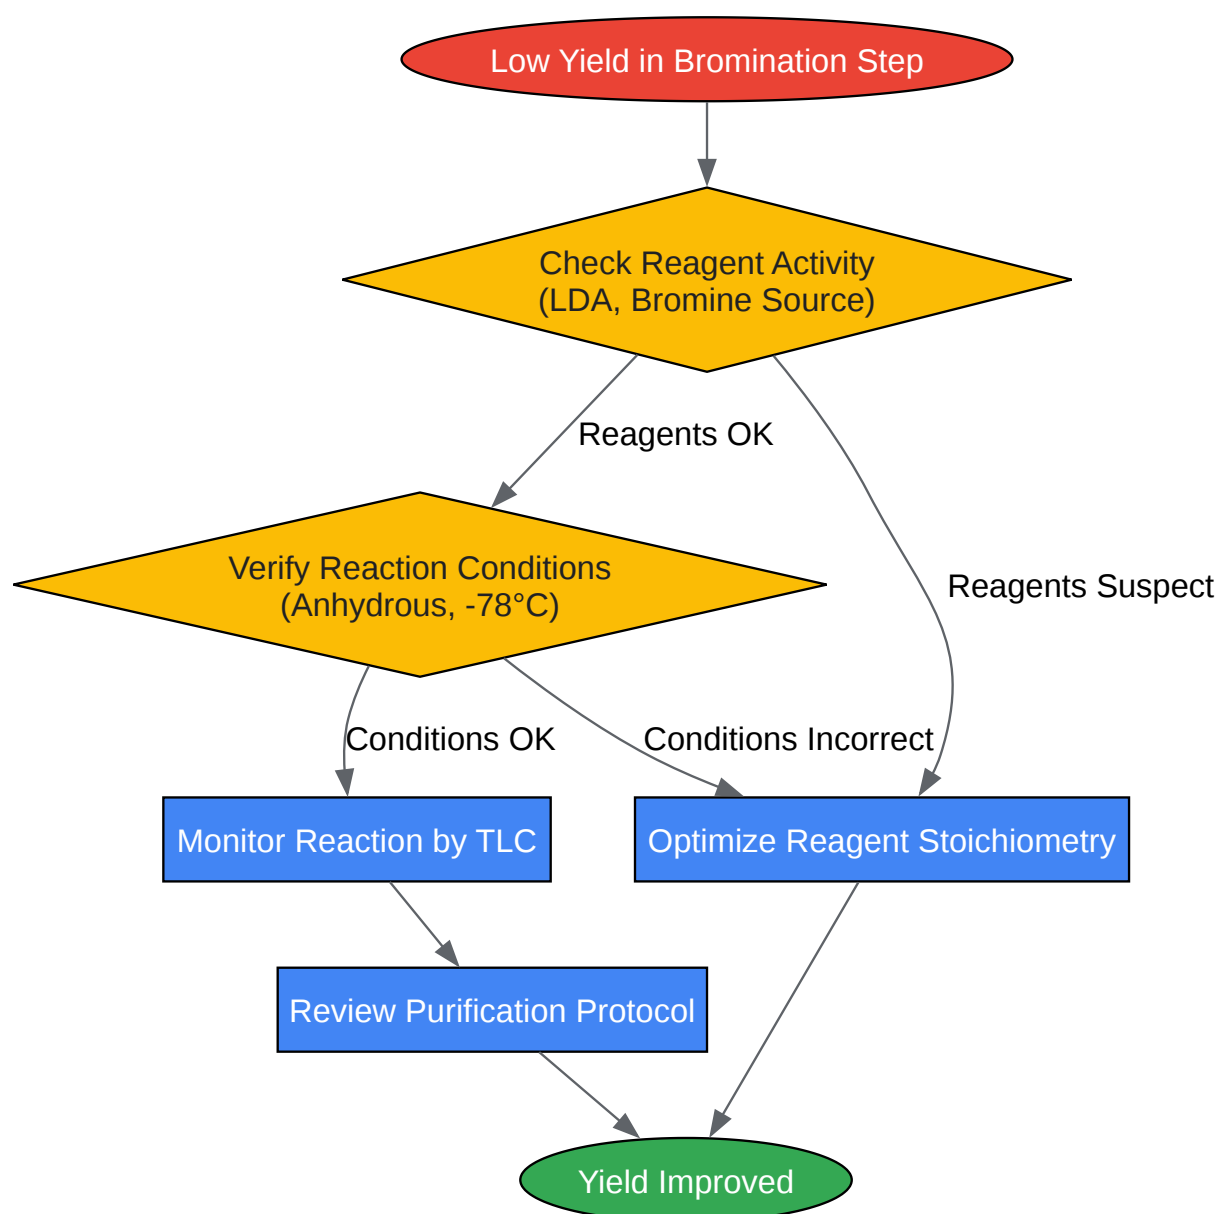 Low Yield in Bromination Step
Check Reagent Activity
(LDA, Bromine Source)
Reagents OK
Verify Reaction Conditions
(Anhydrous, -78°C)
Reagents Suspect
Conditions OK
Conditions Incorrect
Monitor Reaction by TLC
Optimize Reagent Stoichiometry
Review Purification Protocol
Yield Improved